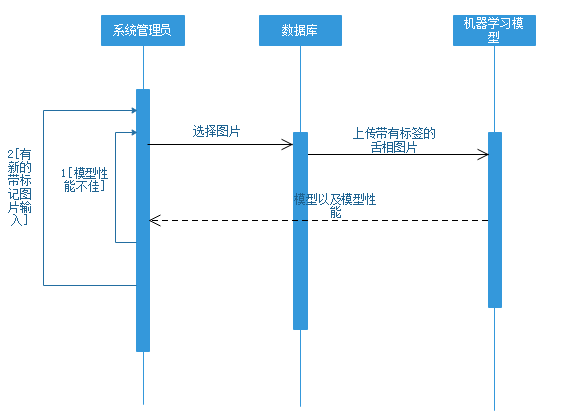 系统管理员
数据库
机器学习模
型
选择图片
上传带有标签的
舌相图片
2[有
新的
带标
记图
片输
入]
1[模型性
能不佳]
模型以及模型性
能